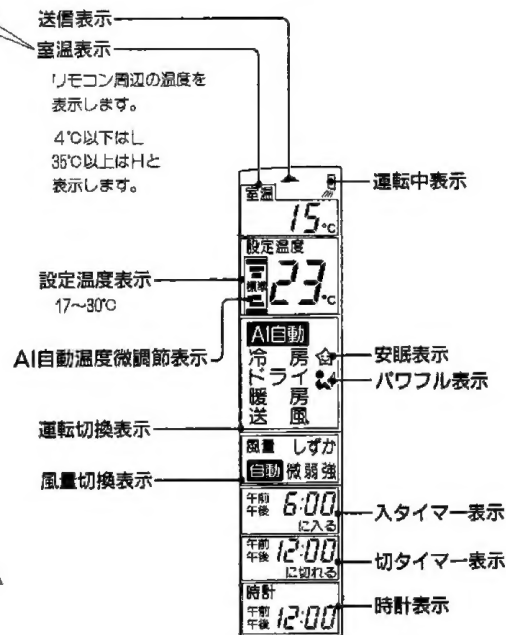 送信表示
室温表示
リモコン周辺の温度を
表示します。
4℃以下はL
35℃以上はHと
表示します。
運転中表示
室温
15℃
設定温度
標準
23℃
設定温度表示
17〜30℃
AI自動温度微調節表示
AI自動
冷房
ドライ
暖房
送風
安眠表示
パワフル表示
運転切換表示
風量切換表示
風量 しずか
自動 微弱強
午前
午後 6:00
に入る
入タイマー表示
午前
午後 12:00
に切れる
切タイマー表示
時計
午前
午後 12:00
時計表示